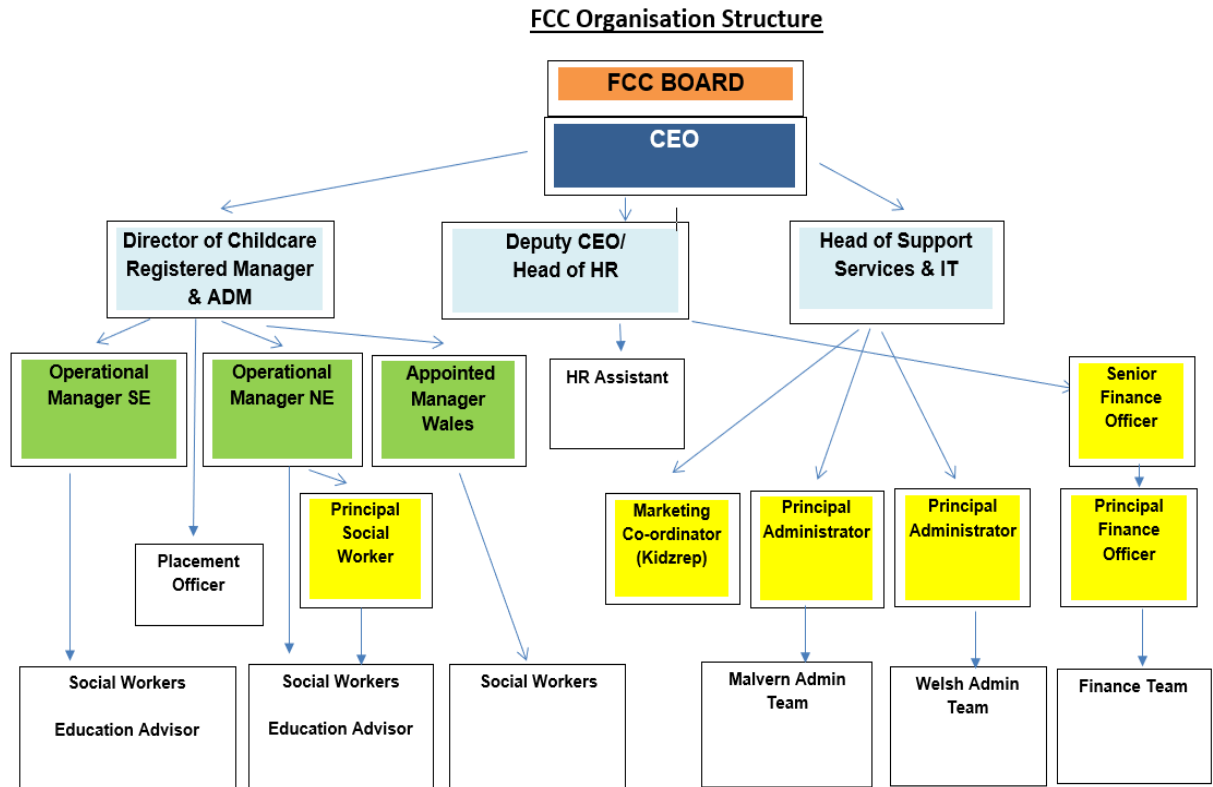 FCC Organisation Structure
FCC BOARD
CEO
Director of Childcare
Registered Manager
& ADM
Deputy CEO/
Head of HR
Head of Support
Services & IT
Operational
Manager SE
Operational
Manager NE
Appointed
Manager
Wales
HR Assistant
Senior
Finance
Officer
Placement
Officer
Principal
Social
Worker
Marketing
Co-ordinator
(Kidzrep)
Principal
Administrator
Principal
Administrator
Principal
Finance
Officer
Social Workers
Education Advisor
Social Workers
Education Advisor
Social Workers
Malvern Admin
Team
Welsh Admin
Team
Finance Team